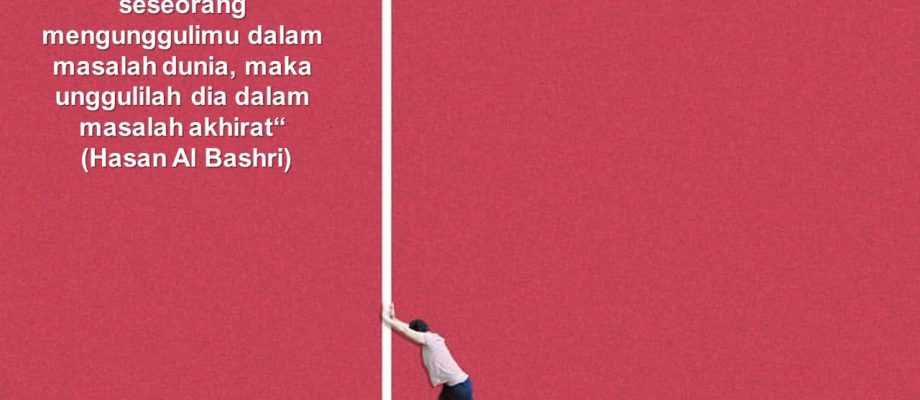 seseorang
mengunggulimu dalam
masalah dunia, maka
unggulilah dia dalam
masalah akhirat“
(Hasan Al Bashri)